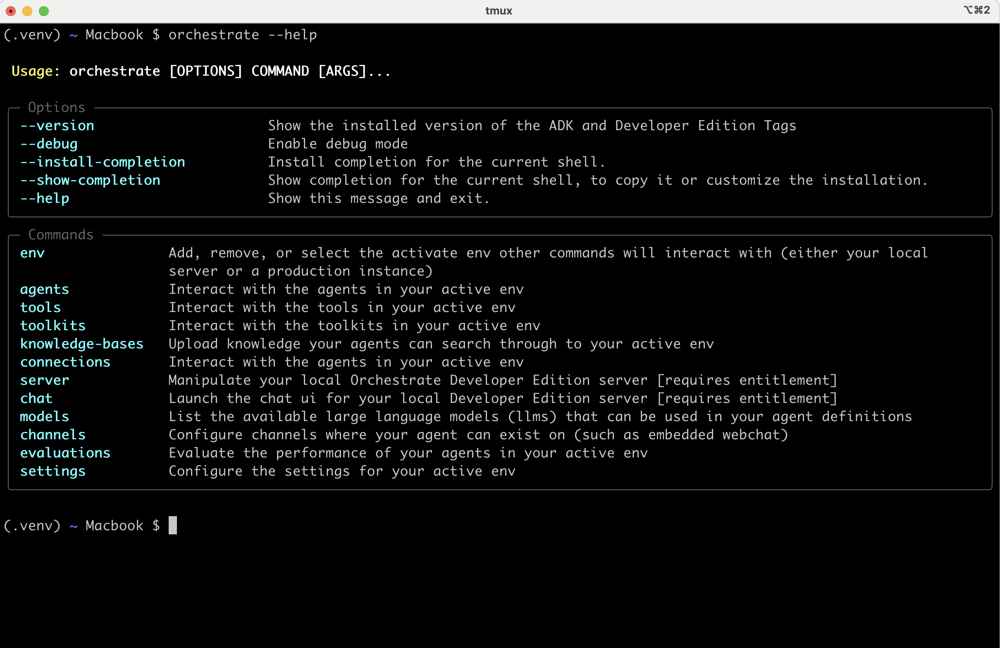 tmux
⌥⌘2
(.venv) ~ Macbook $ orchestrate --help
Usage: orchestrate [OPTIONS] COMMAND [ARGS]...
Options
--version Show the installed version of the ADK and Developer Edition Tags
--debug Enable debug mode
--install-completion Install completion for the current shell.
--show-completion Show completion for the current shell, to copy it or customize the installation.
--help Show this message and exit.
Commands
env Add, remove, or select the activate env other commands will interact with (either your local
server or a production instance)
agents Interact with the agents in your active env
tools Interact with the tools in your active env
toolkits Interact with the toolkits in your active env
knowledge-bases Upload knowledge your agents can search through to your active env
connections Interact with the agents in your active env
server Manipulate your local Orchestrate Developer Edition server [requires entitlement]
chat Launch the chat ui for your local Developer Edition server [requires entitlement]
models List the available large language models (llms) that can be used in your agent definitions
channels Configure channels where your agent can exist on (such as embedded webchat)
evaluations Evaluate the performance of your agents in your active env
settings Configure the settings for your active env
(.venv) ~ Macbook $